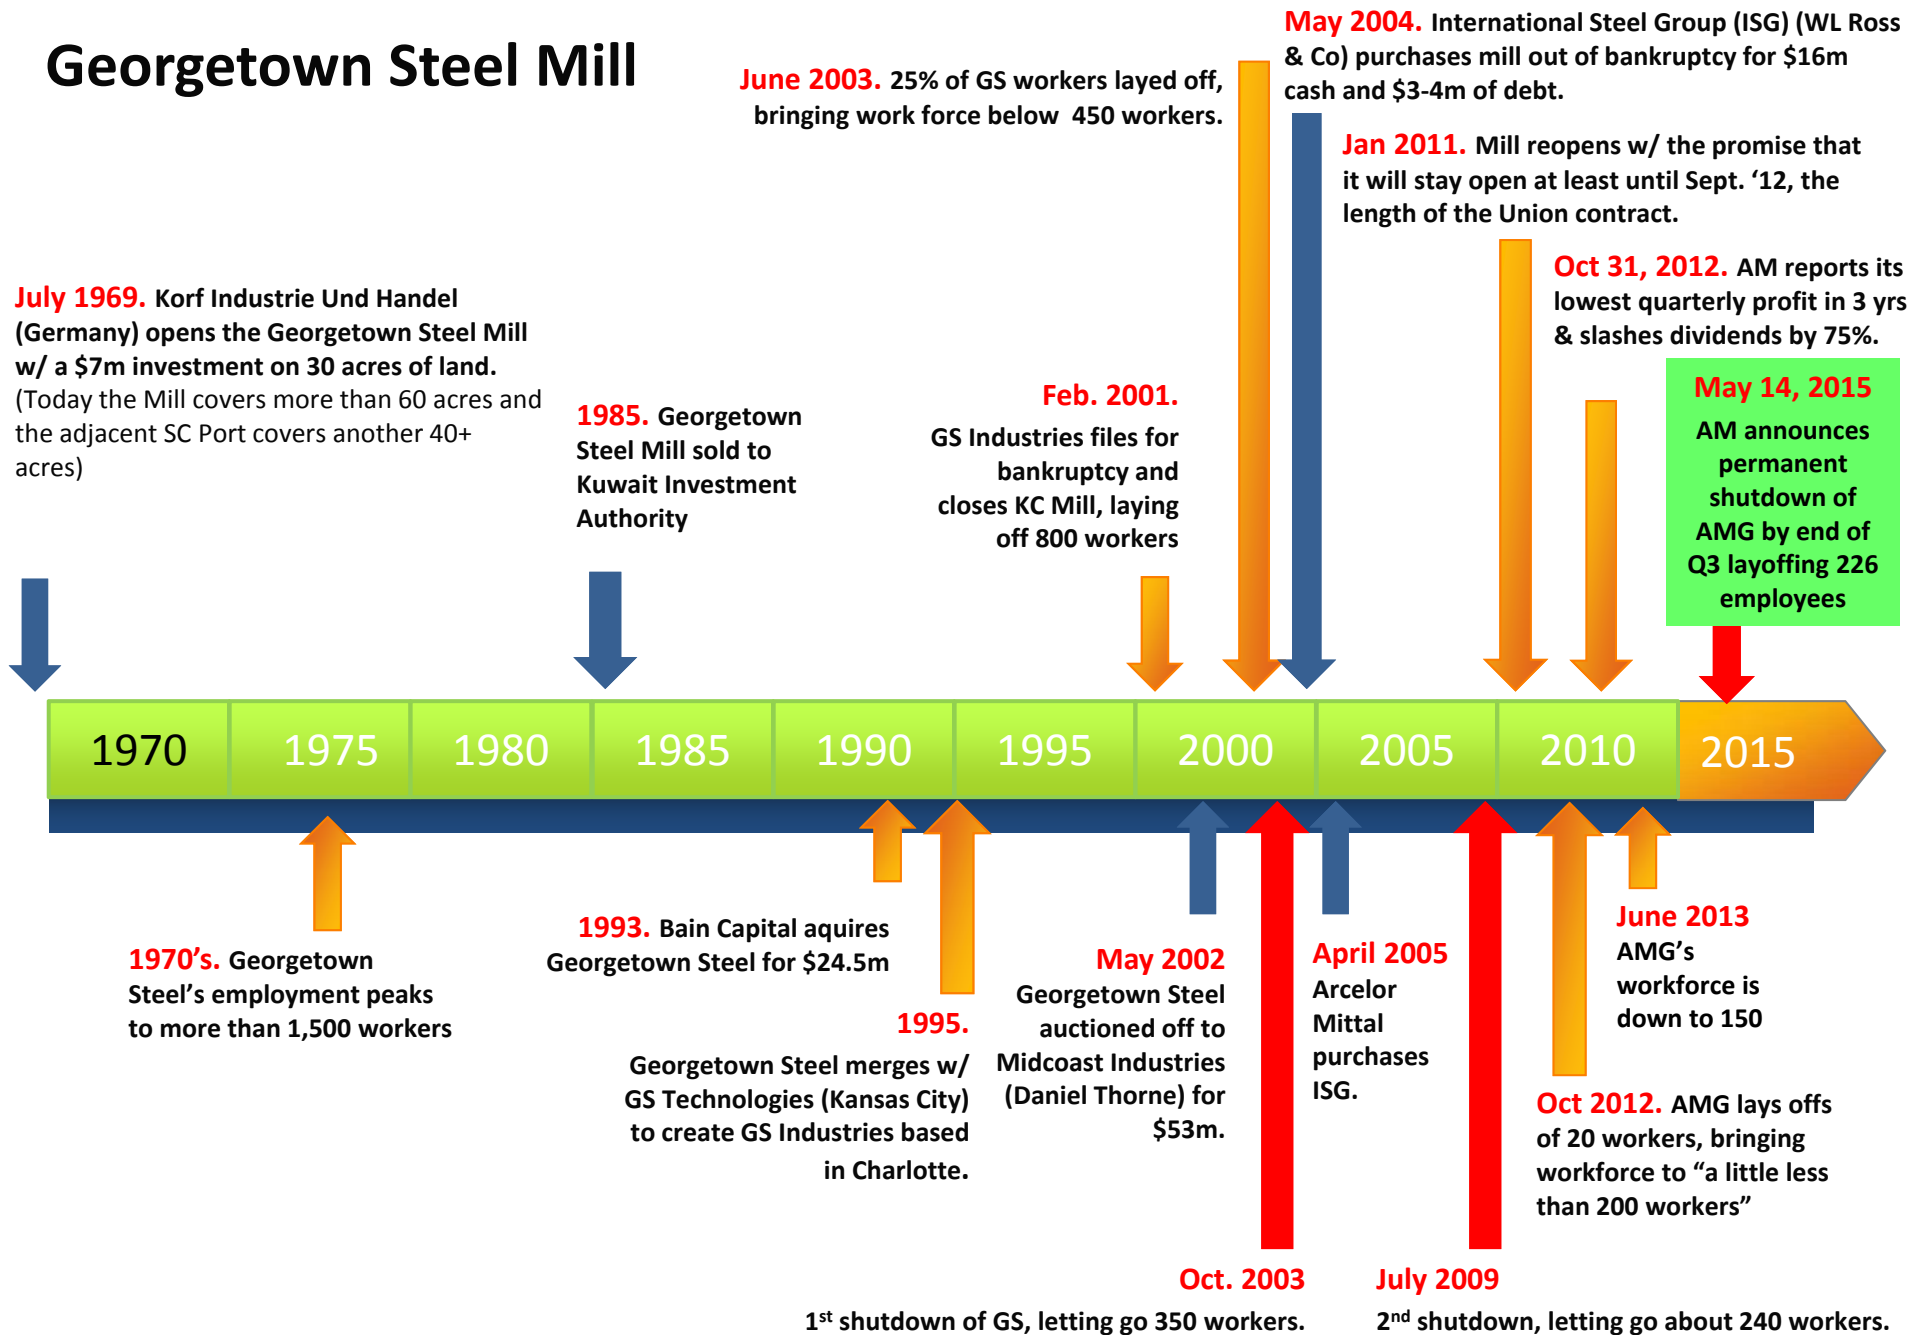 Georgetown Steel Mill
May 2004. International Steel Group (ISG) (WL Ross
& Co) purchases mill out of bankruptcy for $16m
cash and $3-4m of debt.
June 2003. 25% of GS workers layed off,
bringing work force below 450 workers.
Jan 2011. Mill reopens w/ the promise that
it will stay open at least until Sept. ‘12, the
length of the Union contract.
Oct 31, 2012. AM reports its
lowest quarterly profit in 3 yrs
& slashes dividends by 75%.
July 1969. Korf Industrie Und Handel
(Germany) opens the Georgetown Steel Mill
w/ a $7m investment on 30 acres of land.
(Today the Mill covers more than 60 acres and
the adjacent SC Port covers another 40+
acres)
1985. Georgetown
Steel Mill sold to
Kuwait Investment
Authority
Feb. 2001.
GS Industries files for
bankruptcy and
closes KC Mill, laying
off 800 workers
May 14, 2015
AM announces
permanent
shutdown of
AMG by end of
Q3 layoffing 226
employees
1970 1975 1980 1985 1990 1995 2000 2005 2010 2015
1970’s. Georgetown
Steel’s employment peaks
to more than 1,500 workers
1993. Bain Capital aquires
Georgetown Steel for $24.5m
1995.
Georgetown Steel merges w/
GS Technologies (Kansas City)
to create GS Industries based
in Charlotte.
May 2002
Georgetown Steel
auctioned off to
Midcoast Industries
(Daniel Thorne) for
$53m.
April 2005
Arcelor
Mittal
purchases
ISG.
June 2013
AMG’s
workforce is
down to 150
Oct 2012. AMG lays offs
of 20 workers, bringing
workforce to “a little less
than 200 workers”
Oct. 2003
1st shutdown of GS, letting go 350 workers.
July 2009
2nd shutdown, letting go about 240 workers.